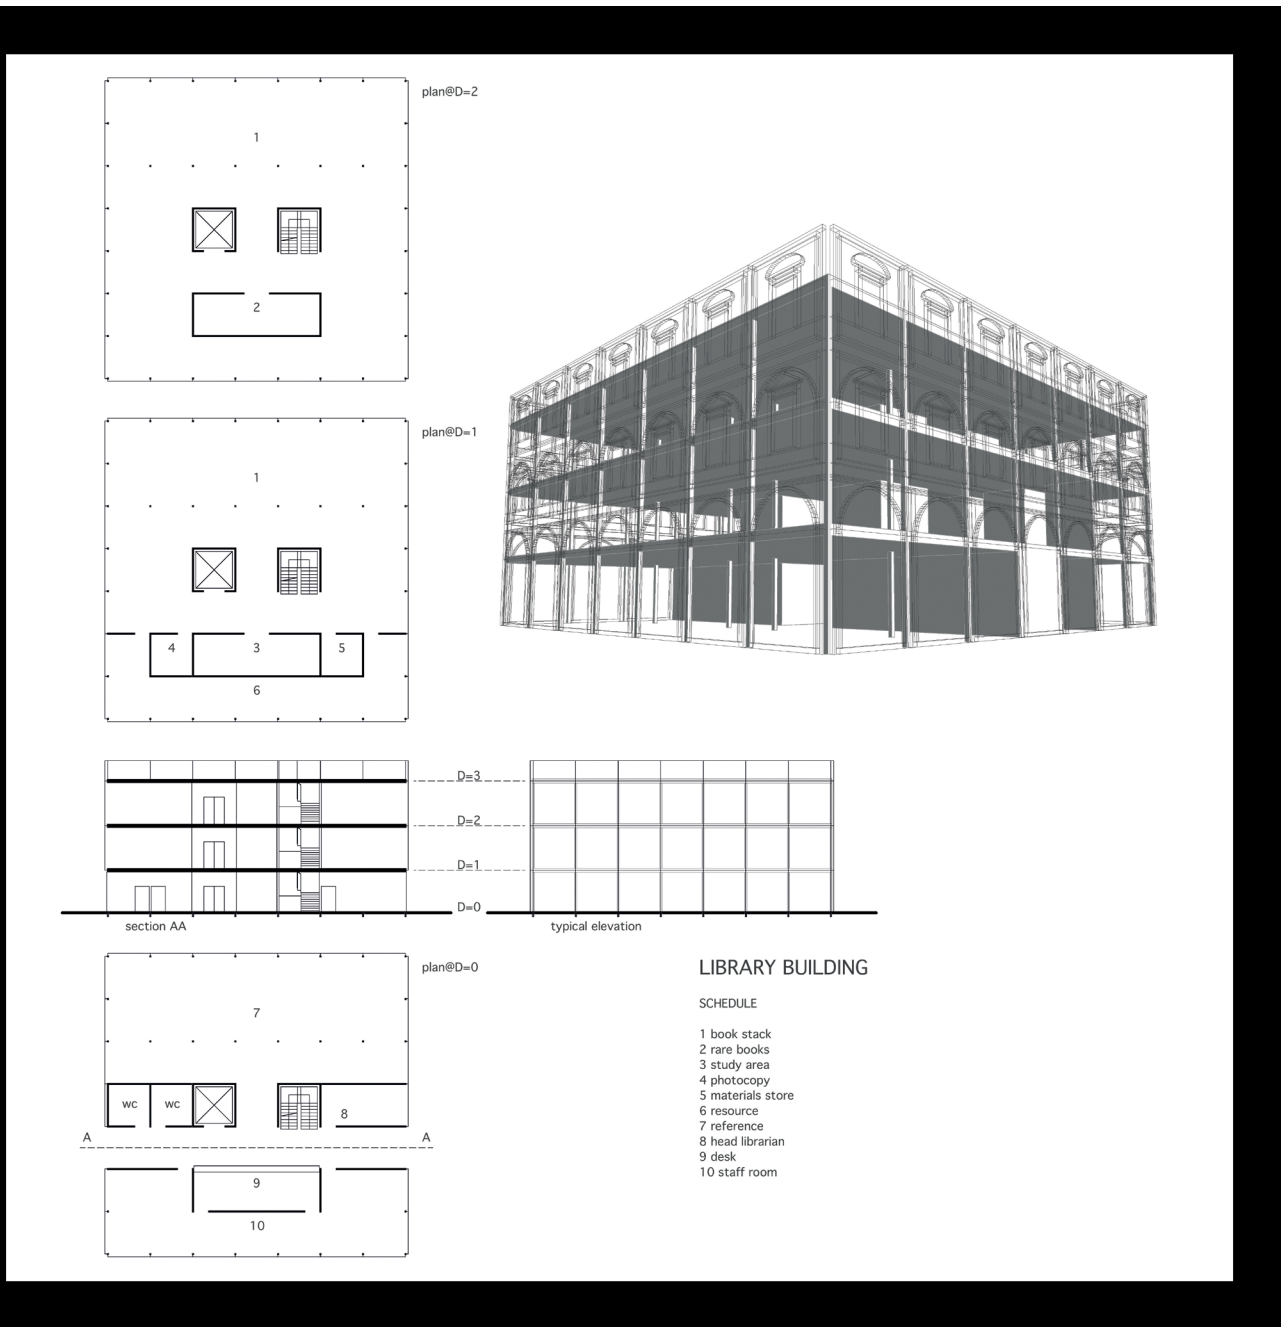 plan@D=2
1
2
plan@D=1
1
4
3
5
6
D=3
D=2
D=1
D=0
section AA
typical elevation
plan@D=0
7
wc
wc
8
A
A
9
10
LIBRARY BUILDING
SCHEDULE
1 book stack
2 rare books
3 study area
4 photocopy
5 materials store
6 resource
7 reference
8 head librarian
9 desk
10 staff room